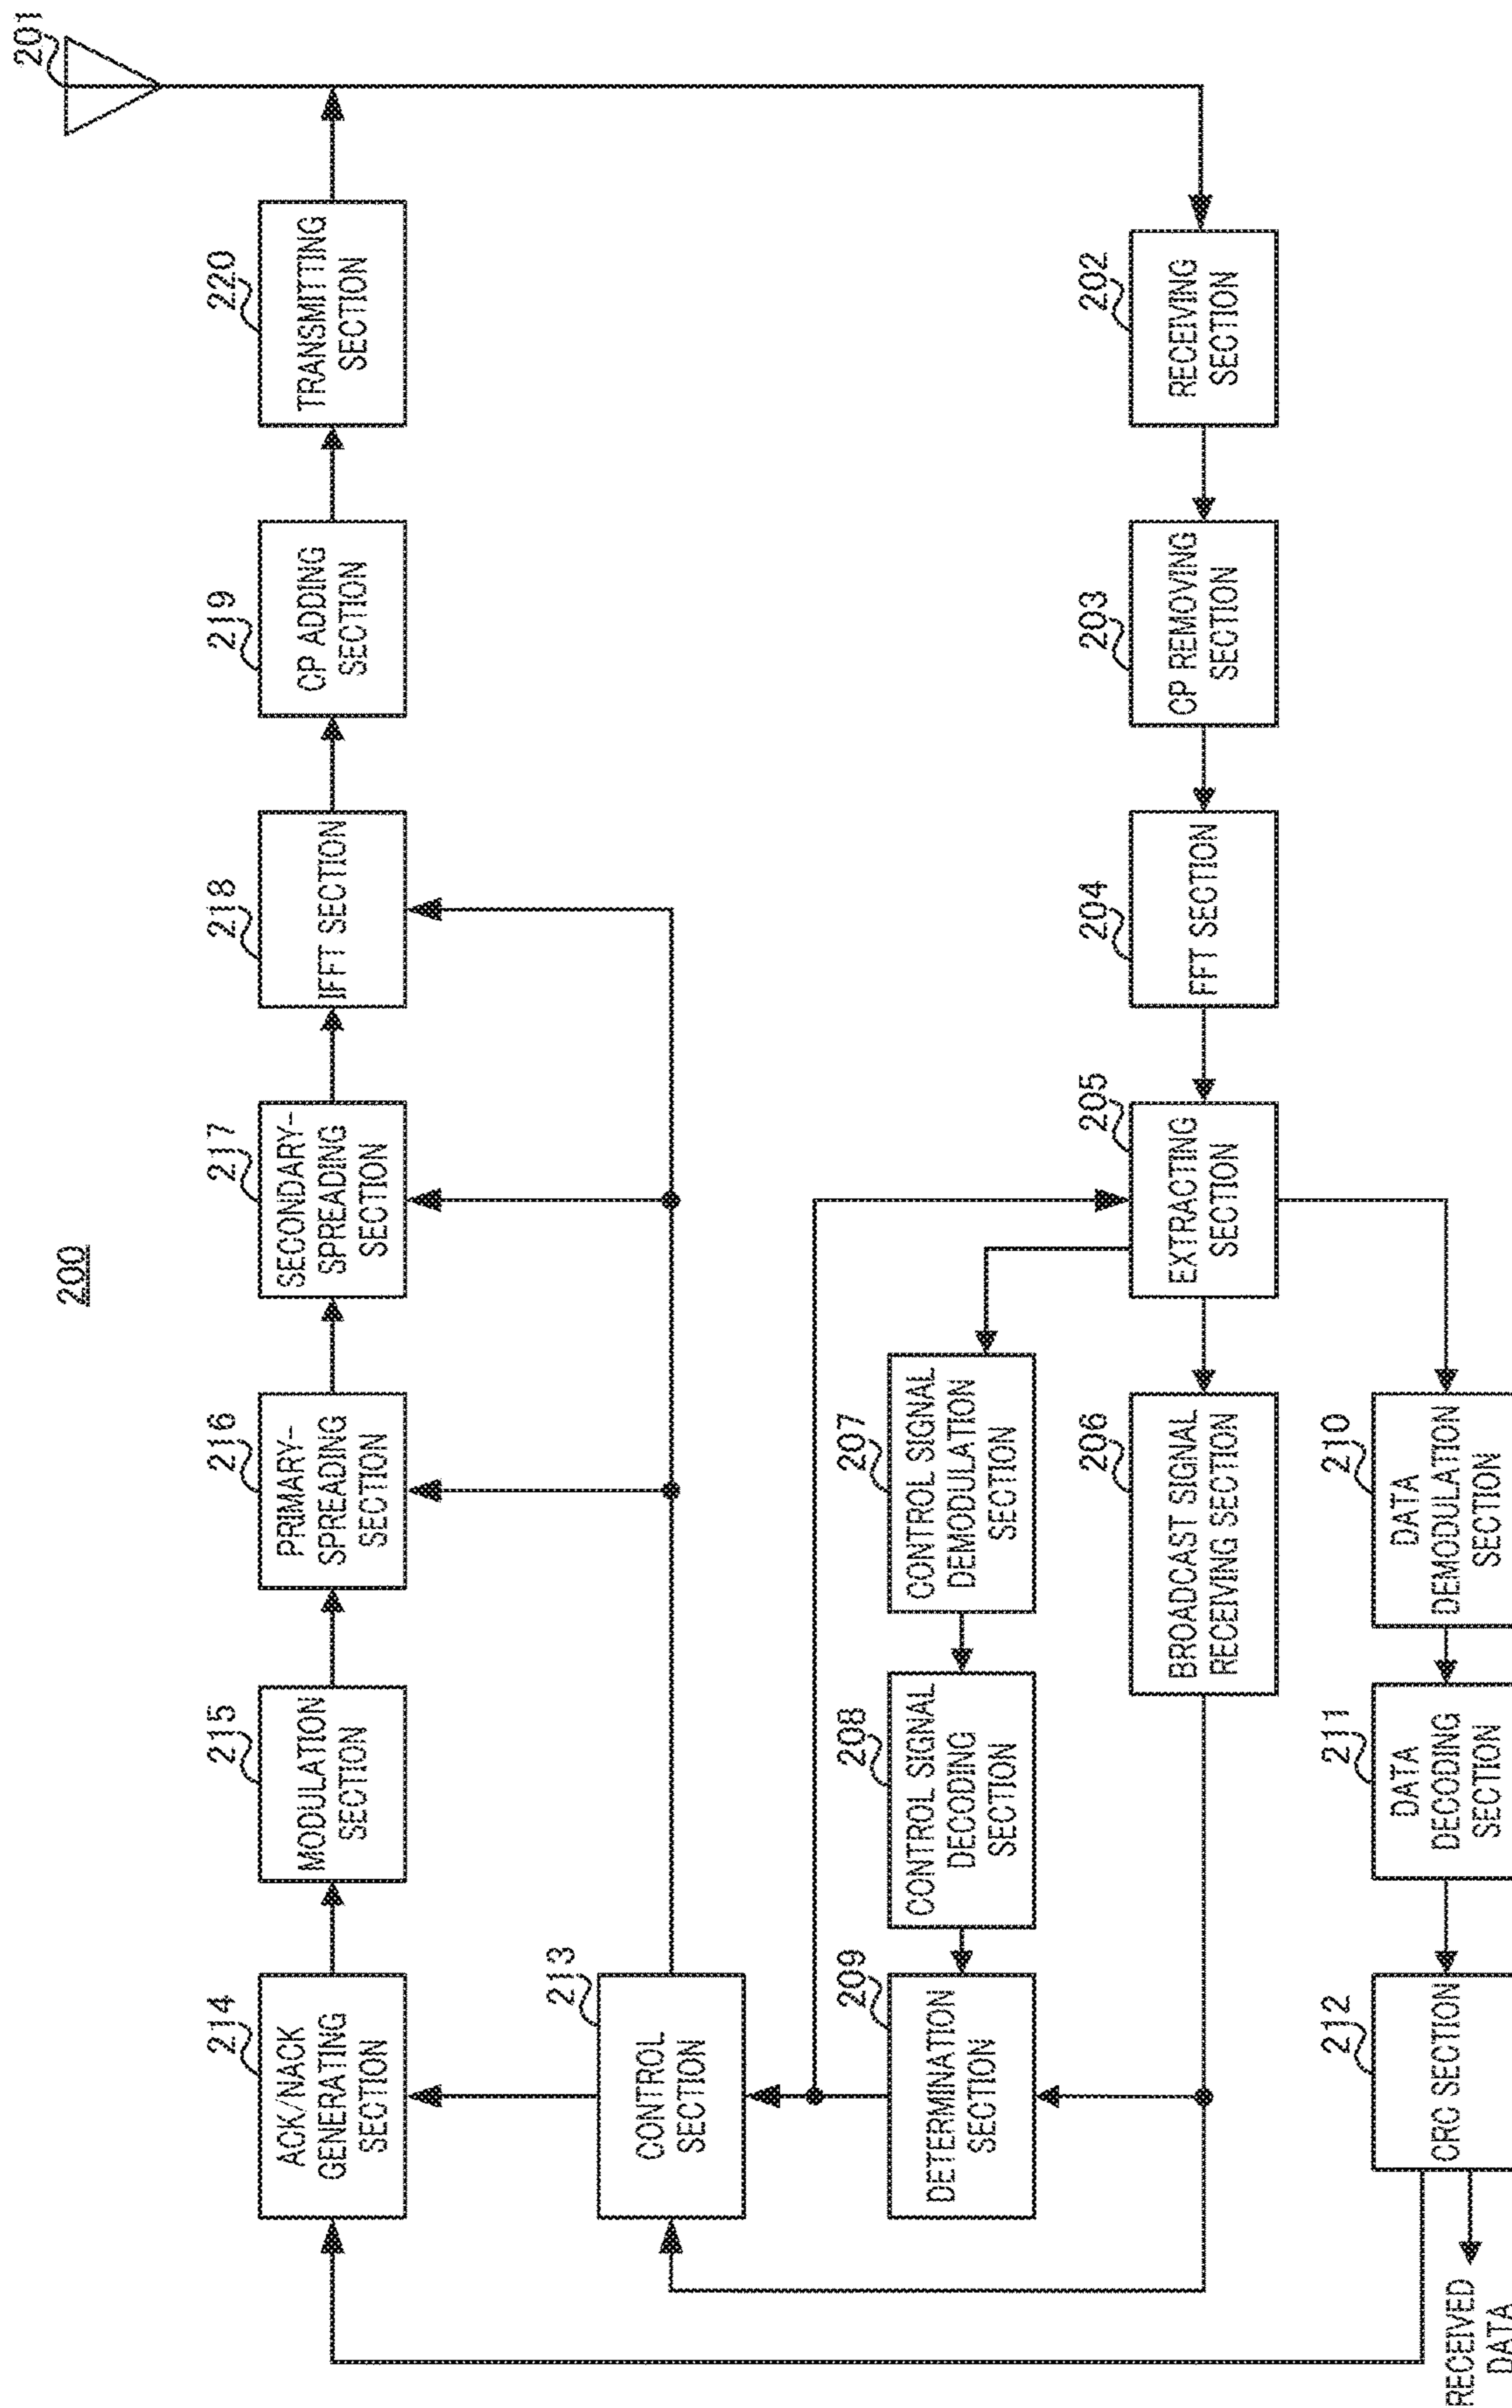 200
201
214
ACK/NACK
GENERATING
SECTION
215
MODULATION
SECTION
216
PRIMARY-
SPREADING
SECTION
217
SECONDARY-
SPREADING
SECTION
218
IFFT SECTION
219
CP ADDING
SECTION
220
TRANSMITTING
SECTION
213
CONTROL
SECTION
209
DETERMINATION
SECTION
208
CONTROL SIGNAL
DECODING
SECTION
207
CONTROL SIGNAL
DEMODULATION
SECTION
206
BROADCAST SIGNAL
RECEIVING SECTION
205
EXTRACTING
SECTION
204
FFT SECTION
203
CP REMOVING
SECTION
202
RECEIVING
SECTION
212
CRC SECTION
211
DATA
DECODING
SECTION
210
DATA
DEMODULATION
SECTION
RECEIVED
DATA